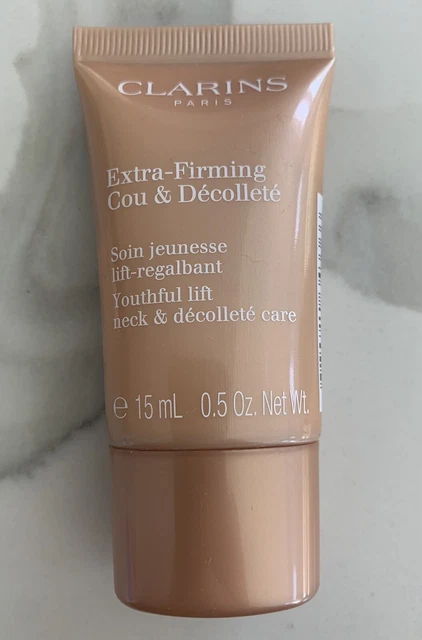 CLARINS
PARIS
Extra-Firming
Cou & Décolleté
Soin jeunesse
lift-regalbant
Youthful lift
neck & décolleté care
℮ 15 mL 0.5 Oz. Net Wt.